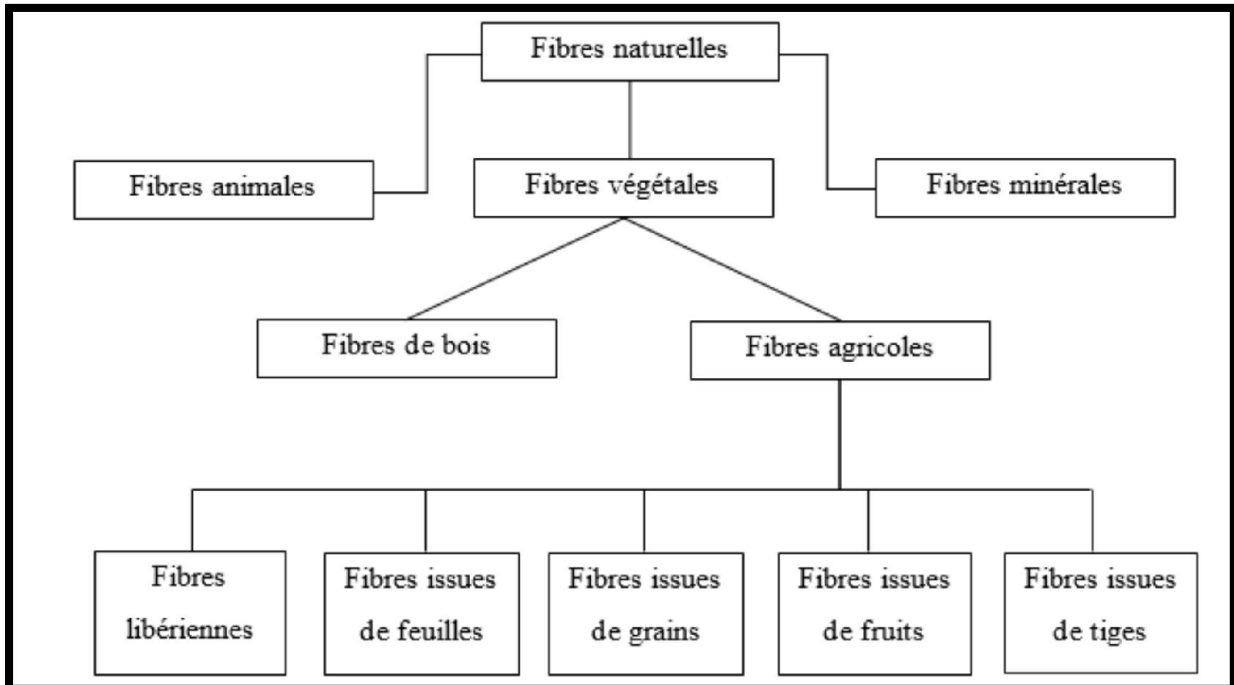 Fibres naturelles
Fibres animales
Fibres végétales
Fibres minérales
Fibres de bois
Fibres agricoles
Fibres
libériennes
Fibres issues
de feuilles
Fibres issues
de grains
Fibres issues
de fruits
Fibres issues
de tiges